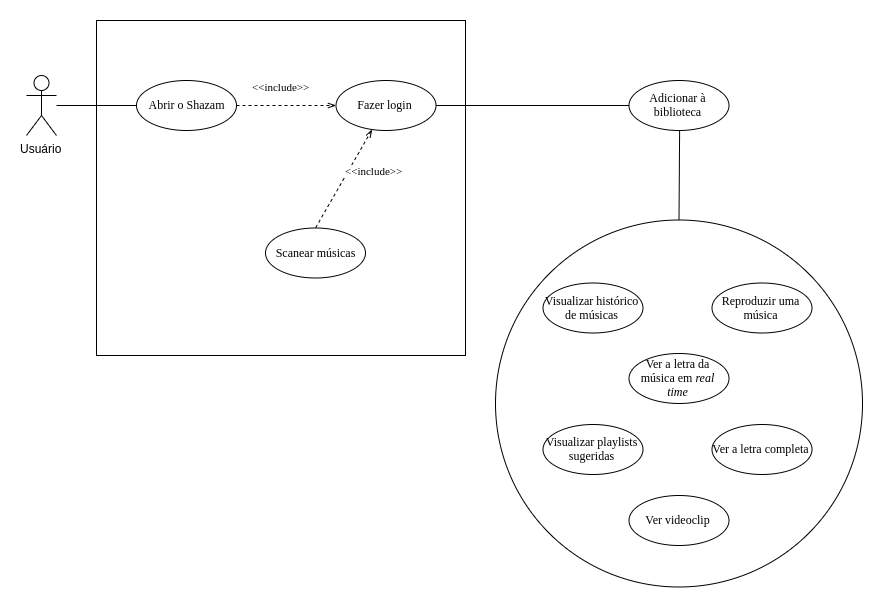 Usuário
Abrir o Shazam
<<include>>
Fazer login
<<include>>
Scanear músicas
Adicionar à
biblioteca
Visualizar histórico
de músicas
Reproduzir uma
música
Ver a letra da
música em real
time
Visualizar playlists
sugeridas
Ver a letra completa
Ver videoclip